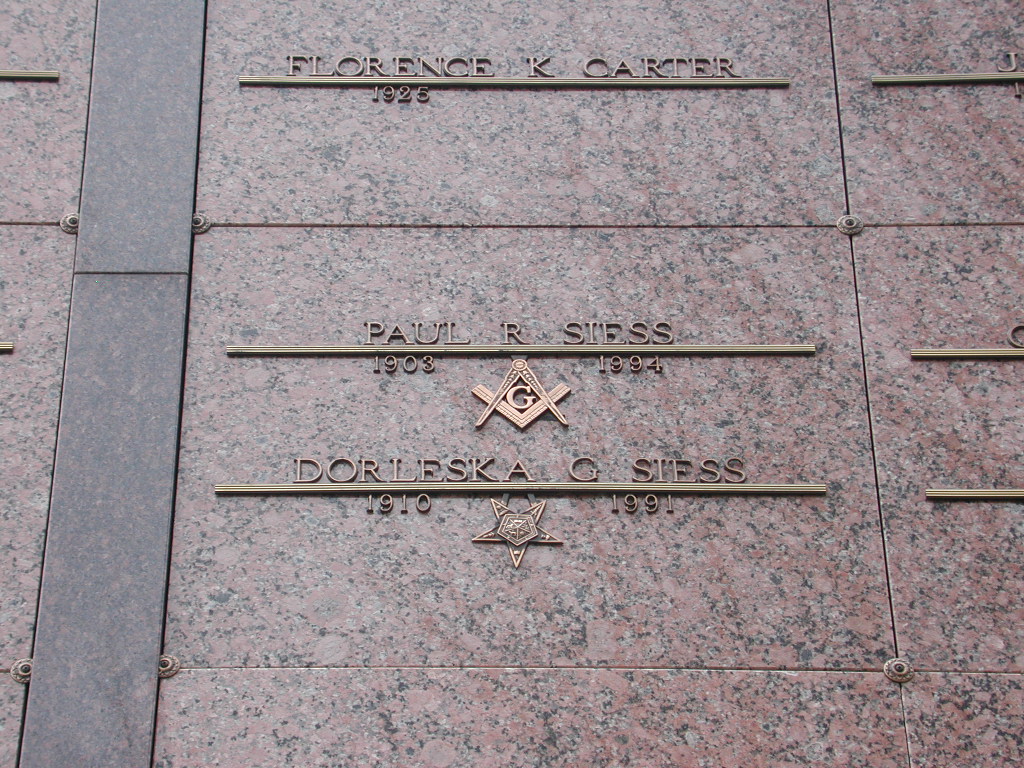 FLORENCE K CARTER
1925
PAUL R SIESS
1903 1994
G
DORLESKA G SIESS
1910 1991